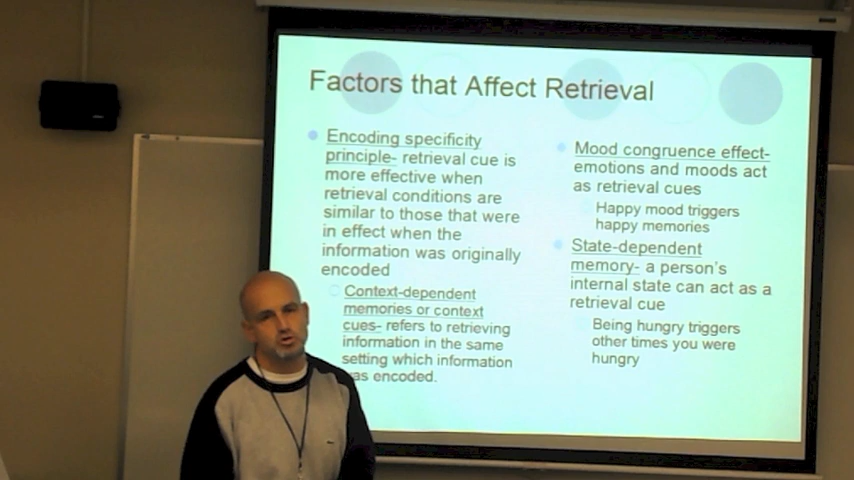 Factors that Affect Retrieval
Encoding specificity
principle- retrieval cue is
more effective when
retrieval conditions are
similar to those that were
in effect when the
information was originally
encoded
Context-dependent
memories or context
cues- refers to retrieving
information in the same
setting which information
was encoded.
Mood congruence effect-
emotions and moods act
as retrieval cues
Happy mood triggers
happy memories
State-dependent
memory- a person's
internal state can act as a
retrieval cue
Being hungry triggers
other times you were
hungry